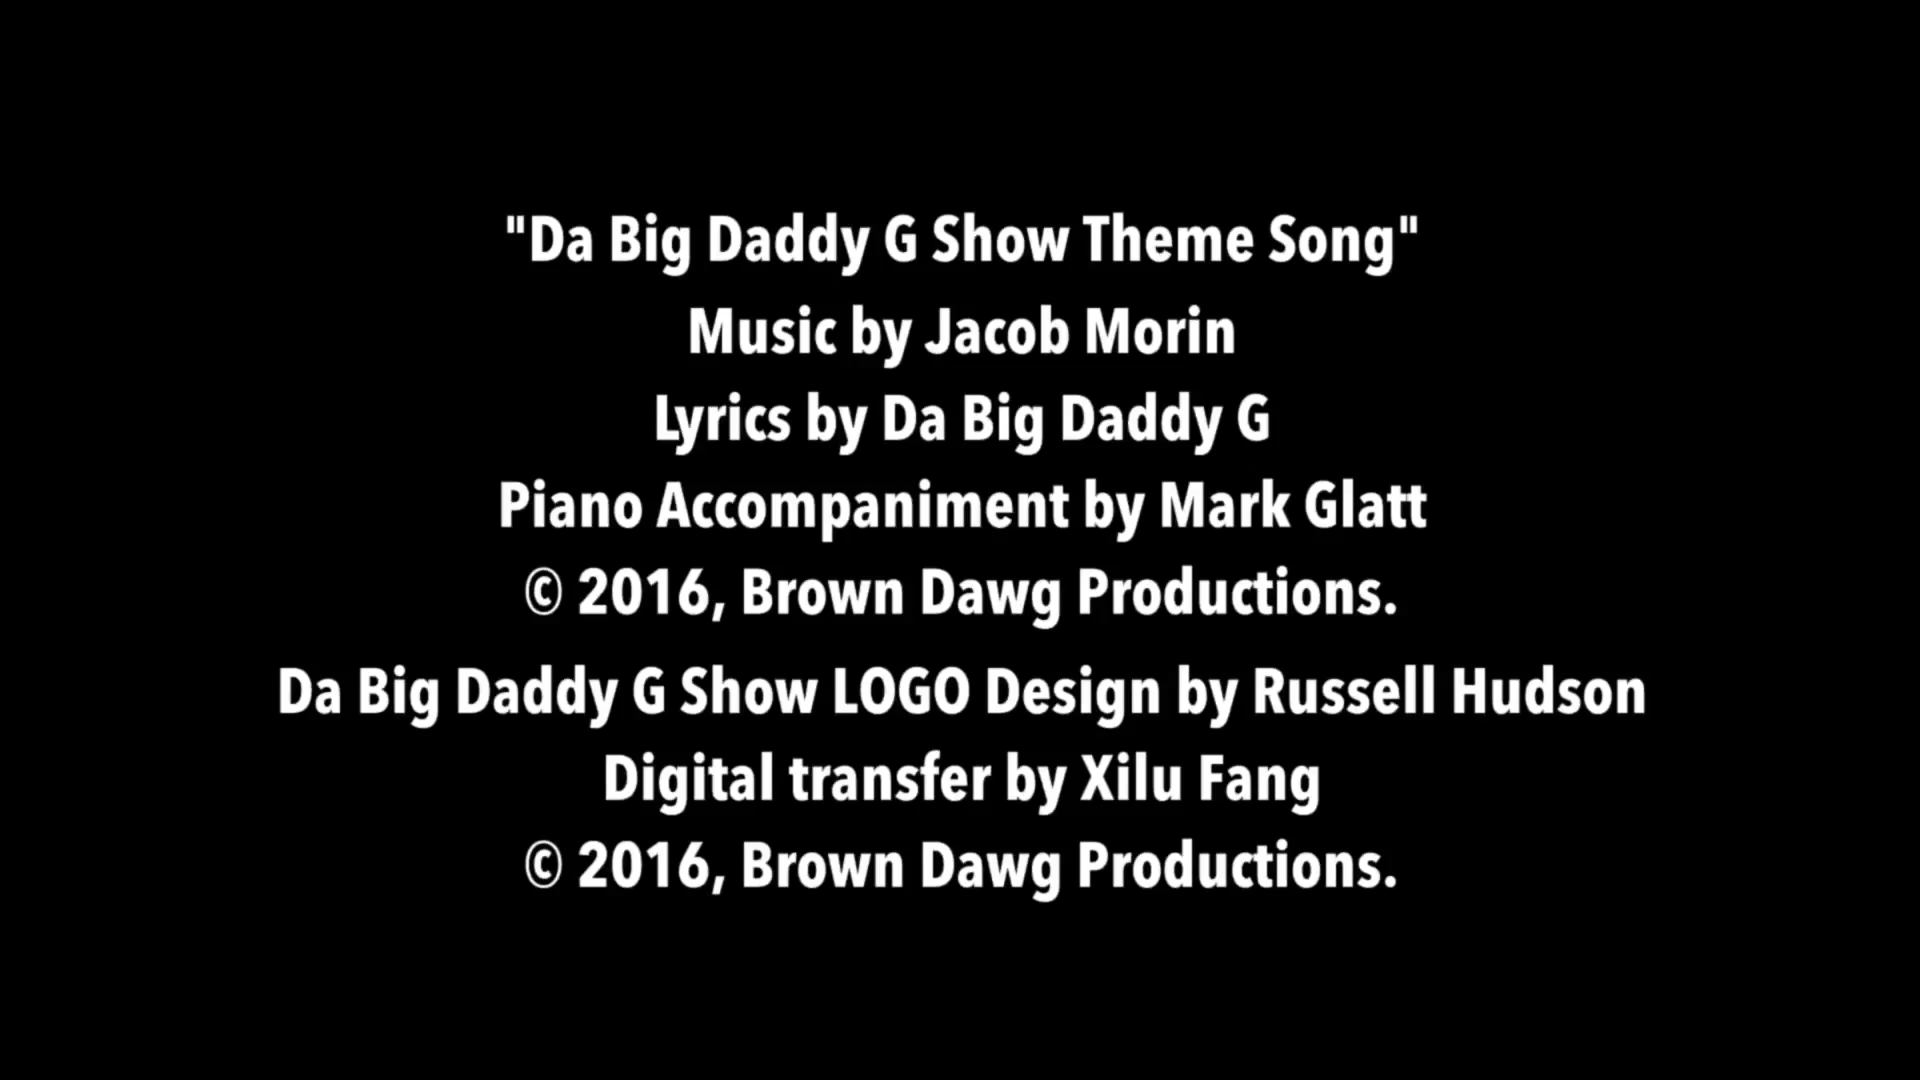 "Da Big Daddy G Show Theme Song"
Music by Jacob Morin
Lyrics by Da Big Daddy G
Piano Accompaniment by Mark Glatt
© 2016, Brown Dawg Productions.
Da Big Daddy G Show LOGO Design by Russell Hudson
Digital transfer by Xilu Fang
© 2016, Brown Dawg Productions.